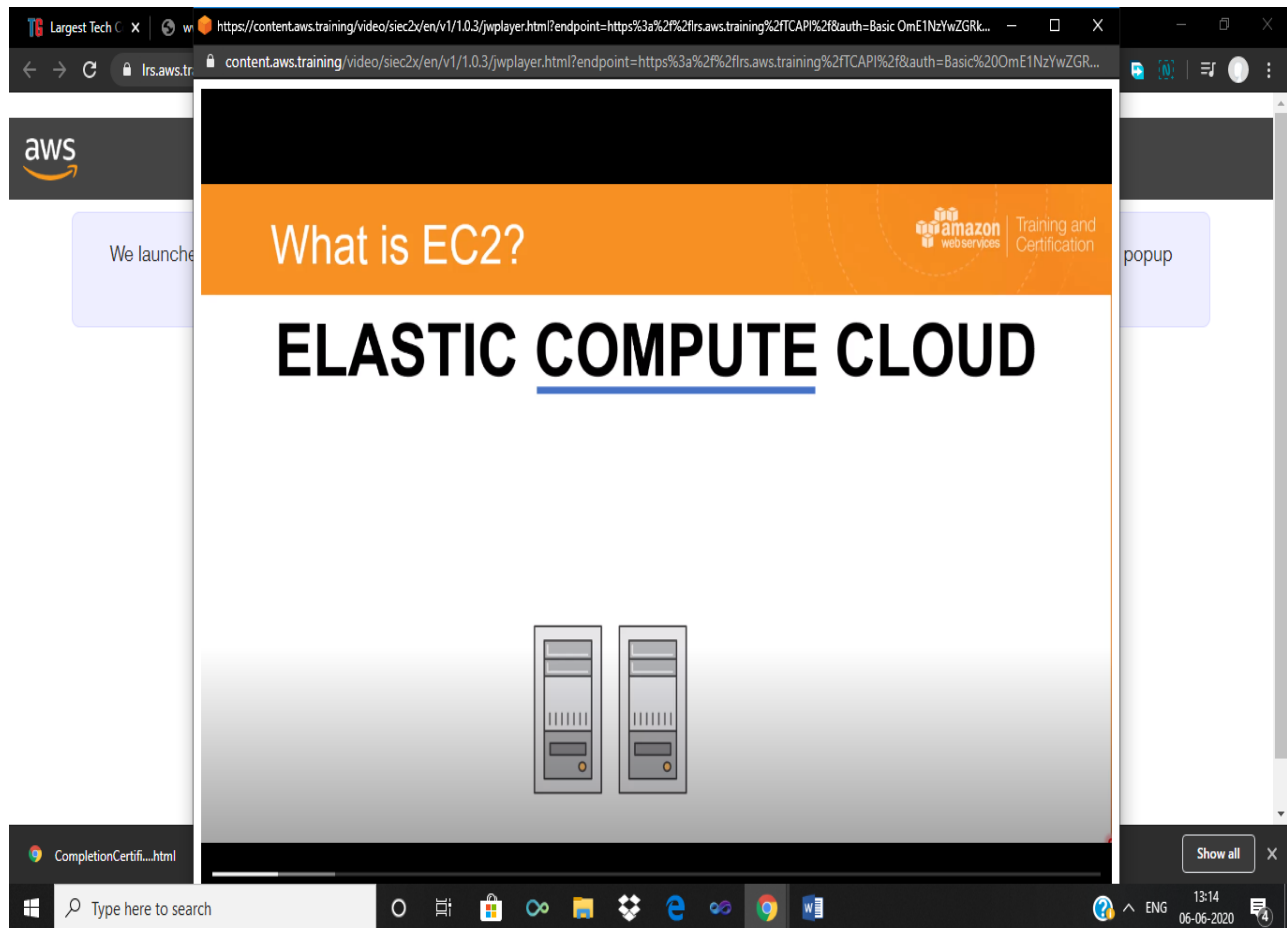 Largest Tech C
w
https://content.aws.training/video/siec2x/en/v1/1.0.3/jwplayer.html?endpoint=https%3a%2f%2flrs.aws.training%2fTCAPI%2f&auth=Basic OmE1NzYwZGRk...
lrs.aws.tr
content.aws.training/video/siec2x/en/v1/1.0.3/jwplayer.html?endpoint=https%3a%2f%2flrs.aws.training%2fTCAPI%2f&auth=Basic%20OmE1NzYwZGR...
aws
We launche
popup
What is EC2?
amazon
webservices
Training and
Certification
ELASTIC COMPUTE CLOUD
CompletionCertifi....html
Show all
Type here to search
ENG
13:14
06-06-2020
4